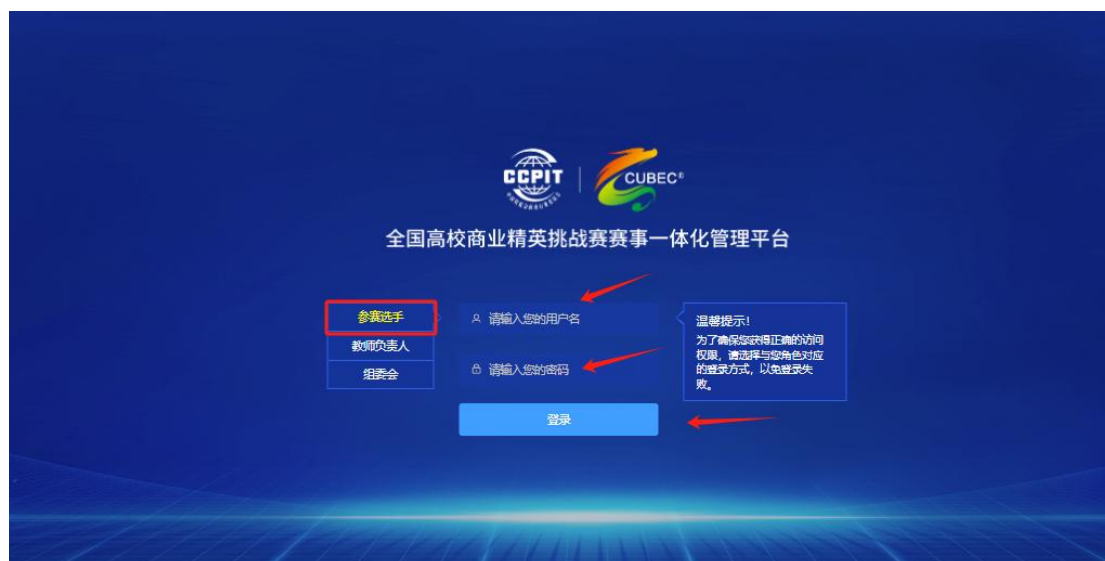 CCPIT
CUBEC®
全国高校商业精英挑战赛赛事一体化管理平台
参赛选手
教师负责人
组委会
请输入您的用户名
请输入您的密码
登录
温馨提示!
为了确保您获得正确的访问
权限，请选择与您角色对应
的登录方式，以免登录失
败。